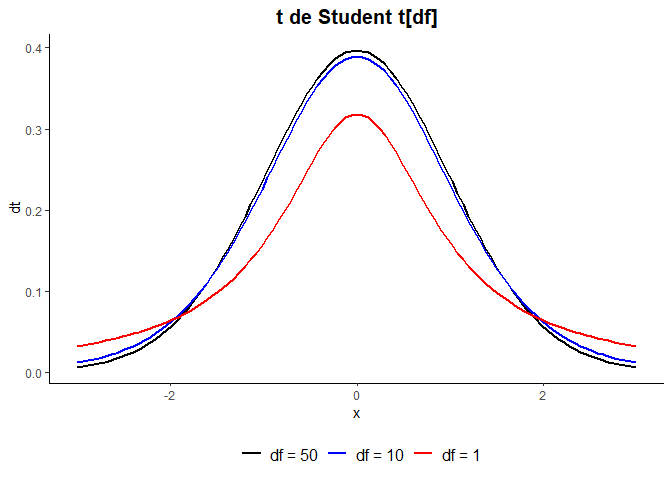 t de Student t[df]
0.4
0.3
0.2
0.1
0.0
dt
-2 0 2
x
df = 50 df = 10 df = 1